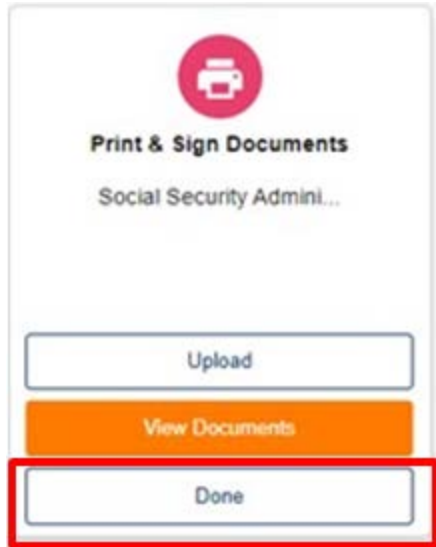 Print & Sign Documents
Social Security Admini...
Upload
View Documents
Done